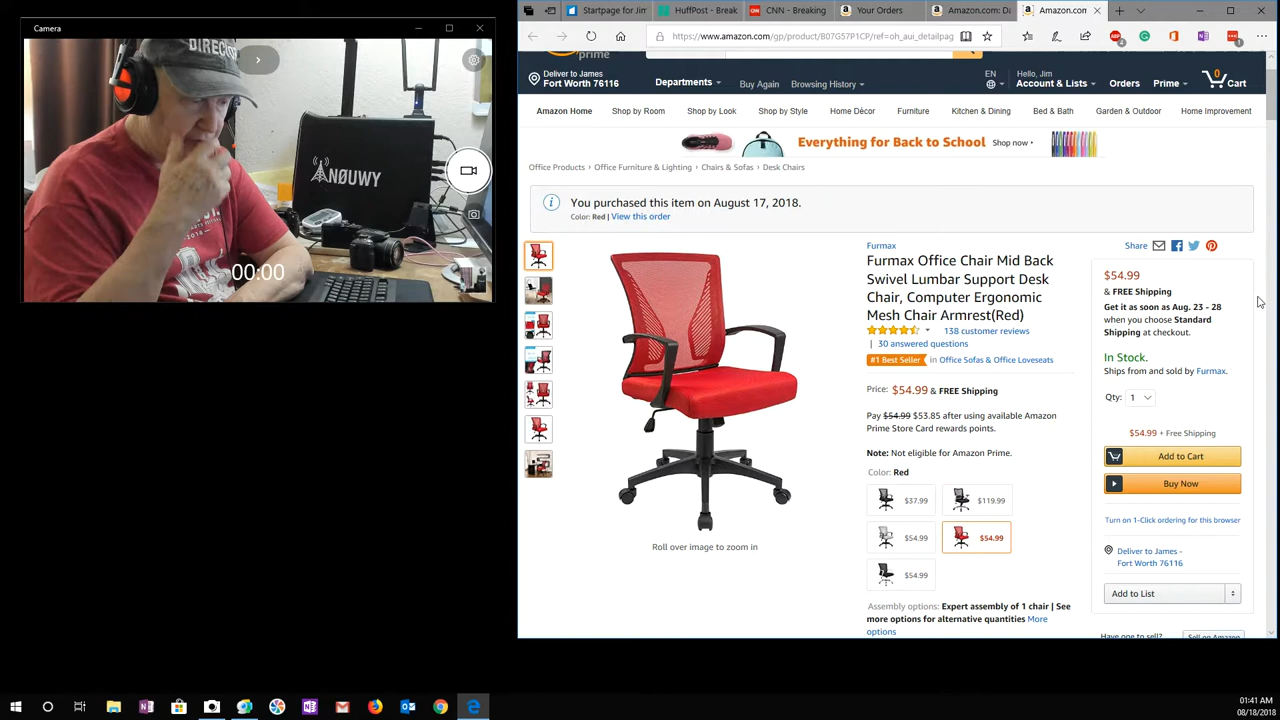 Camera
DIRECTOR
NØUWY
2018
00:00
Startpage for Jim
HuffPost - Break
CNN - Breaking
Your Orders
Amazon.com: Da
Amazon.con
https://www.amazon.com/gp/product/B07G57P1CP/ref=oh_aui_detailpag
prime
Deliver to James
Fort Worth 76116
Departments
Buy Again
Browsing History
EN
Hello, Jim
Account & Lists
Orders
Prime
0
Cart
Amazon Home
Shop by Room
Shop by Look
Shop by Style
Home Décor
Furniture
Kitchen & Dining
Bed & Bath
Garden & Outdoor
Home Improvement
Everything for Back to School Shop now ›
Office Products › Office Furniture & Lighting › Chairs & Sofas › Desk Chairs
You purchased this item on August 17, 2018.
Color: Red | View this order
Furmax
Furmax Office Chair Mid Back
Swivel Lumbar Support Desk
Chair, Computer Ergonomic
Mesh Chair Armrest(Red)
138 customer reviews
| 30 answered questions
#1 Best Seller in Office Sofas & Office Loveseats
Price: $54.99 & FREE Shipping
Pay $54.99 $53.85 after using available Amazon
Prime Store Card rewards points.
Note: Not eligible for Amazon Prime.
Color: Red
$37.99
$119.99
$54.99
$54.99
$54.99
Assembly options: Expert assembly of 1 chair | See
more options for alternative quantities More
options
Roll over image to zoom in
Share
$54.99
& FREE Shipping
Get it as soon as Aug. 23 - 28
when you choose Standard
Shipping at checkout.
In Stock.
Ships from and sold by Furmax.
Qty: 1
$54.99 + Free Shipping
Add to Cart
Buy Now
Turn on 1-Click ordering for this browser
Deliver to James -
Fort Worth 76116
Add to List
Have one to sell?
Sell on Amazon
01:41 AM
08/18/2018